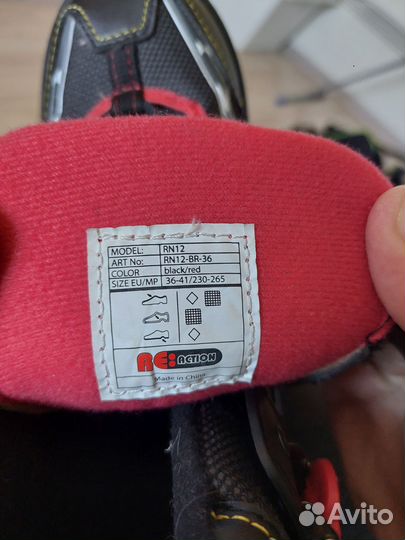 MODEL: RN12
ART No: RN12-BR-36
COLOR black/red
SIZE EU/MP 36-41/230-265
RE:ACTION
Made in China
Avito